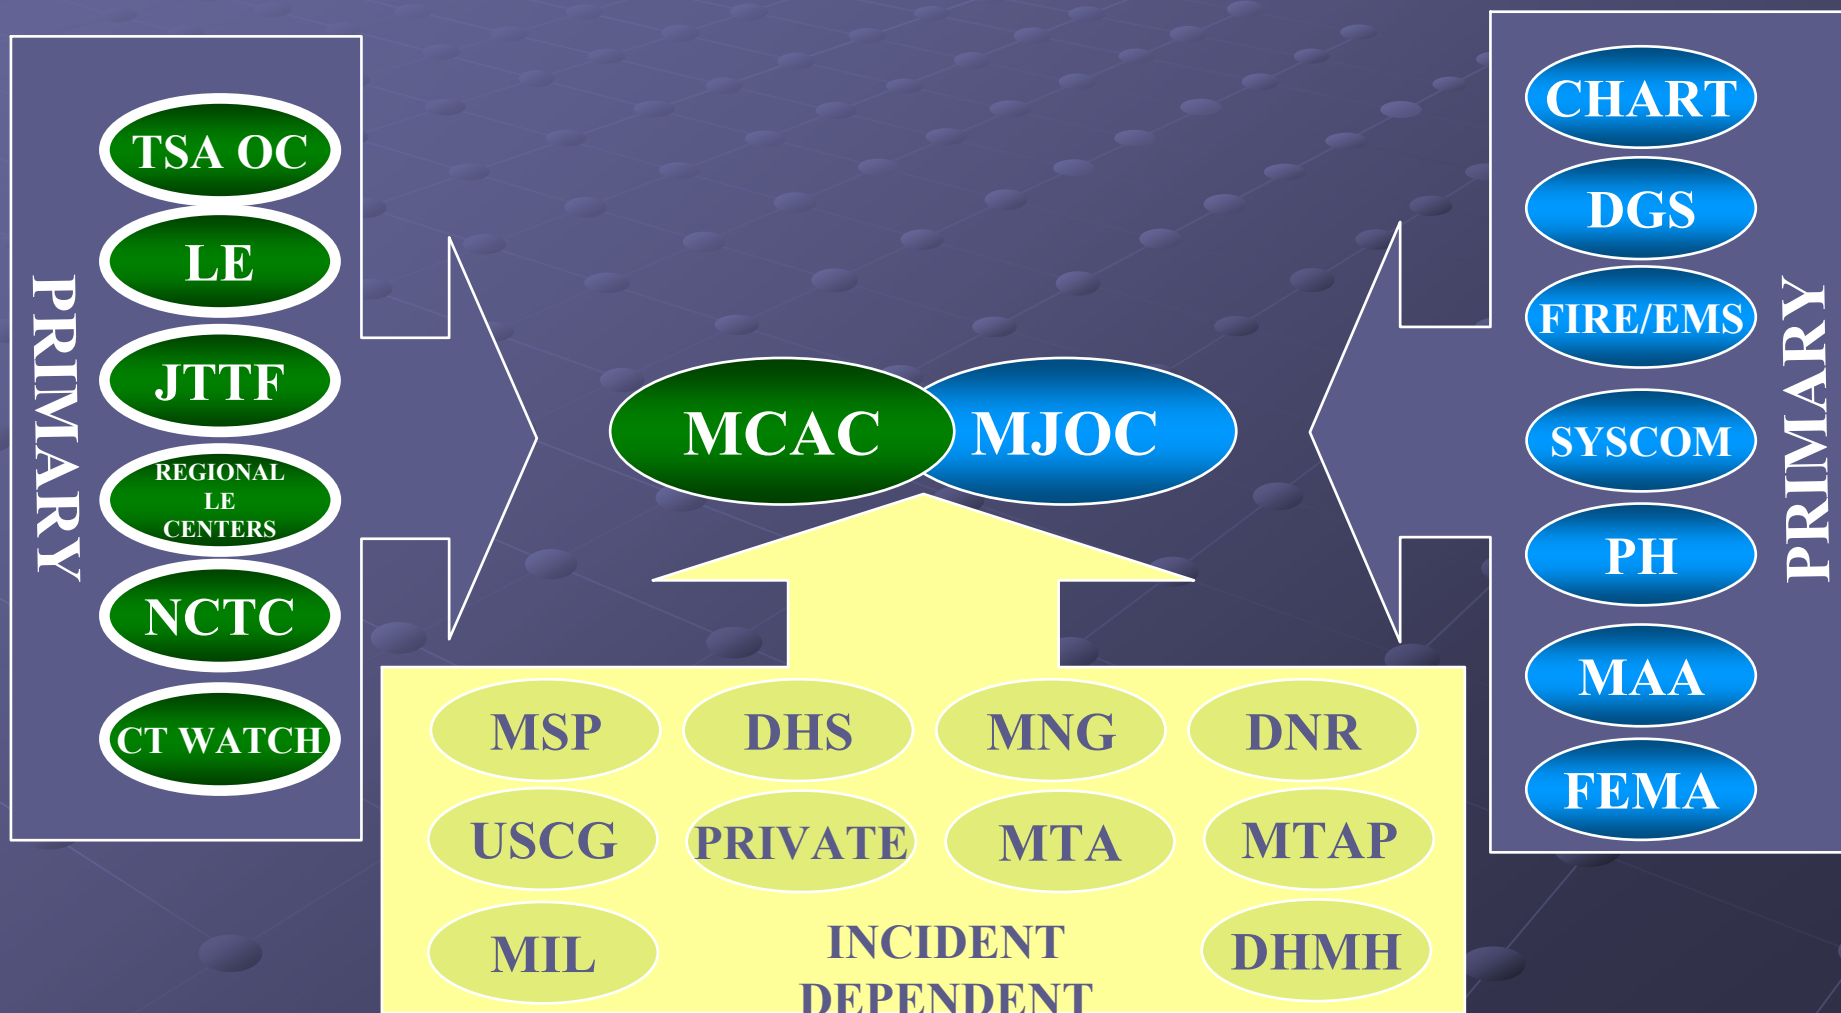 PRIMARY
TSA OC
LE
JTTF
REGIONAL
LE
CENTERS
NCTC
CT WATCH
MCAC
MJOC
CHART
DGS
FIRE/EMS
SYSCOM
PH
MAA
FEMA
PRIMARY
MSP
DHS
MNG
DNR
USCG
PRIVATE
MTA
MTAP
MIL
INCIDENT
DEPENDENT
DHMH